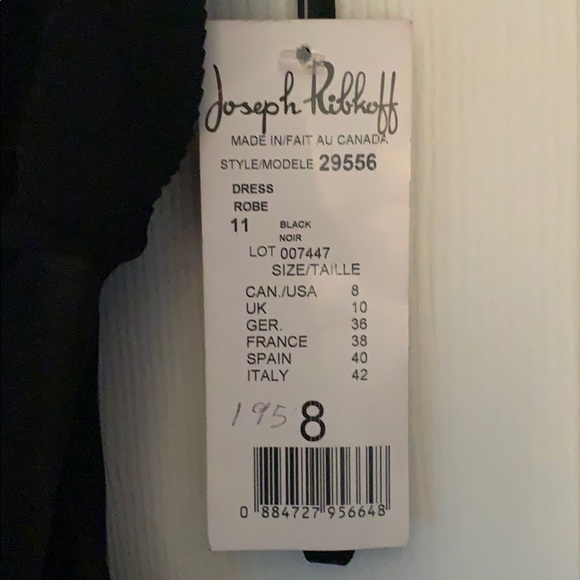 Joseph Ribkoff
MADE IN/FAIT AU CANADA
STYLE/MODELE 29556
DRESS
ROBE
11 BLACK
NOIR
LOT 007447
SIZE/TAILLE
CAN./USA 8
UK 10
GER. 36
FRANCE 38
SPAIN 40
ITALY 42
195 8
0 884727 956648